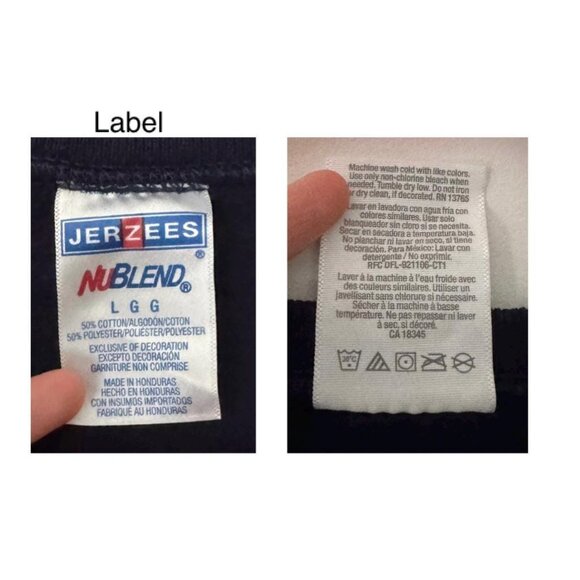 Label
JERZEES
®
NUBLEND®
L G G
50% COTTON/ALGODÓN/COTON
50% POLYESTER/POLIÉSTER/POLYESTER
EXCLUSIVE OF DECORATION
EXCEPTO DECORACIÓN
GARNITURE NON COMPRISE
MADE IN HONDURAS
HECHO EN HONDURAS
CON INSUMOS IMPORTADOS
FABRIQUÉ AU HONDURAS
Machine wash cold with like colors.
Use only non-chlorine bleach when
needed. Tumble dry low. Do not iron
or dry clean, if decorated. RN 13765
Lavar en lavadora con agua fría con
colores similares. Usar solo
blanqueador sin cloro si se necesita.
Secar en secadora a temperatura baja.
No planchar ni lavar en seco, si tiene
decoración. Para México: Lavar con
detergente / No exprimir.
RFC DFL-921106-CT1
Laver à la machine à l'eau froide avec
des couleurs similaires. Utiliser un
javellisant sans chlorure si nécessaire.
Sécher à la machine à basse
température. Ne pas repasser ni laver
à sec, si décoré.
CA 18345
30°C